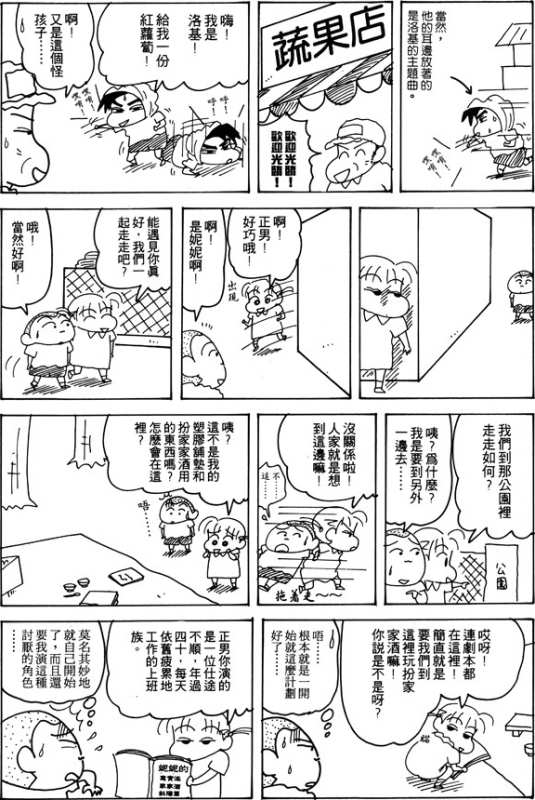 當然，
他的耳邊放著的
是洛基的主題曲。
蔬果店
歡迎光臨！
歡迎光臨！
嗨！
我是
洛基！
給我一份
紅蘿蔔！
呼！
呼！
啊！
又是這個怪
孩子……
啊！
正男！
好巧哦！
出現
啊！
是妮妮啊！
能遇見你真
好，我們一
起走走吧？
哦！
當然好啊！
我們到那公園裡
走走如何？
咦？為什麼？
我是要到另外
一邊去……
公園
沒關係啦！
人家就是想
到這邊嘛！
拖著走
咦？
這不是我的
塑膠舖墊和
扮家家酒用
的東西嗎？
怎麼會在這
裡？
唔……
哎呀！
連劇本都
在這裡！
簡直就是
要我們到
這裡玩扮
家家酒嘛！
你說是不是呀？
唔……
根本就是一開
始就這麼計劃
好了……
正男你演的
是一位仕途
不順，年過
四十，每天
依舊疲累地
工作的上班
族。
妮妮的
莫名其妙地
就自己開始
了，而且還
要我演這種
討厭的角色
……